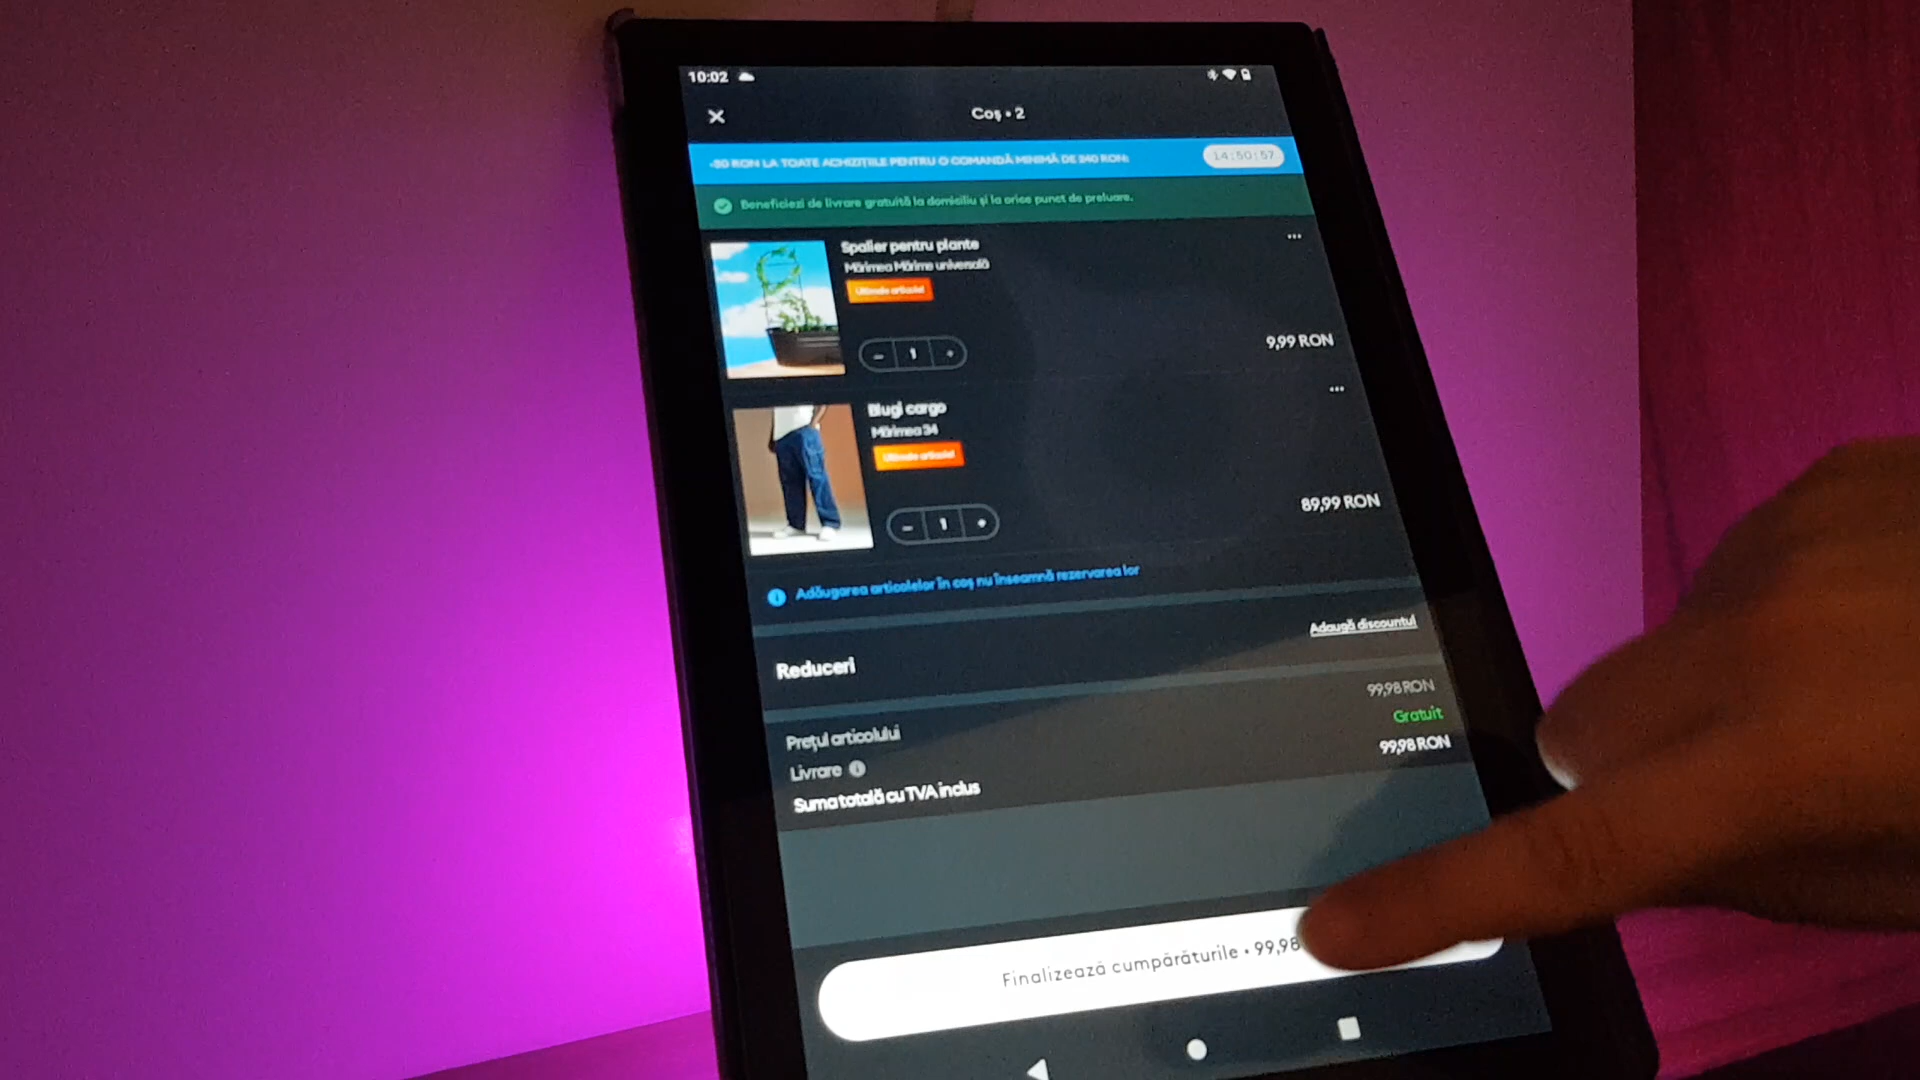 10:02
Coș • 2
-50 RON LA TOATE ACHIZIȚIILE PENTRU O COMANDĂ MINIMĂ DE 340 RON:
14:50:57
Beneficiezi de livrare gratuită la domiciliu și la orice punct de preluare.
Spalier pentru plante
Mărimea Mărime universală
Ultimele articole!
1
9,99 RON
Blugi cargo
Mărimea 34
Ultimele articole!
1
89,99 RON
Adăugarea articolelor în coș nu înseamnă rezervarea lor
Reduceri
Adaugă discountul
Prețul articolului
99,98 RON
Livrare
Gratuit
Suma totală cu TVA inclus
99,98 RON
Finalizează cumpărăturile • 99,98